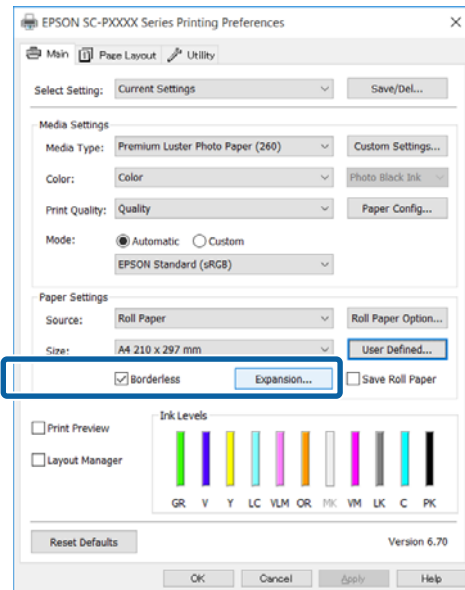 EPSON SC-PXXXX Series Printing Preferences
Main Page Layout Utility
Select Setting: Current Settings Save/Del...
Media Settings
Media Type: Premium Luster Photo Paper (260) Custom Settings...
Color: Color Photo Black Ink
Print Quality: Quality Paper Config...
Mode: Automatic Custom
EPSON Standard (sRGB)
Paper Settings
Source: Roll Paper Roll Paper Option...
Size: A4 210 x 297 mm User Defined...
Borderless Expansion... Save Roll Paper
Print Preview
Layout Manager
Ink Levels
GR V Y LC VLM OR MK VM LK C PK
Reset Defaults Version 6.70
OK Cancel Apply Help